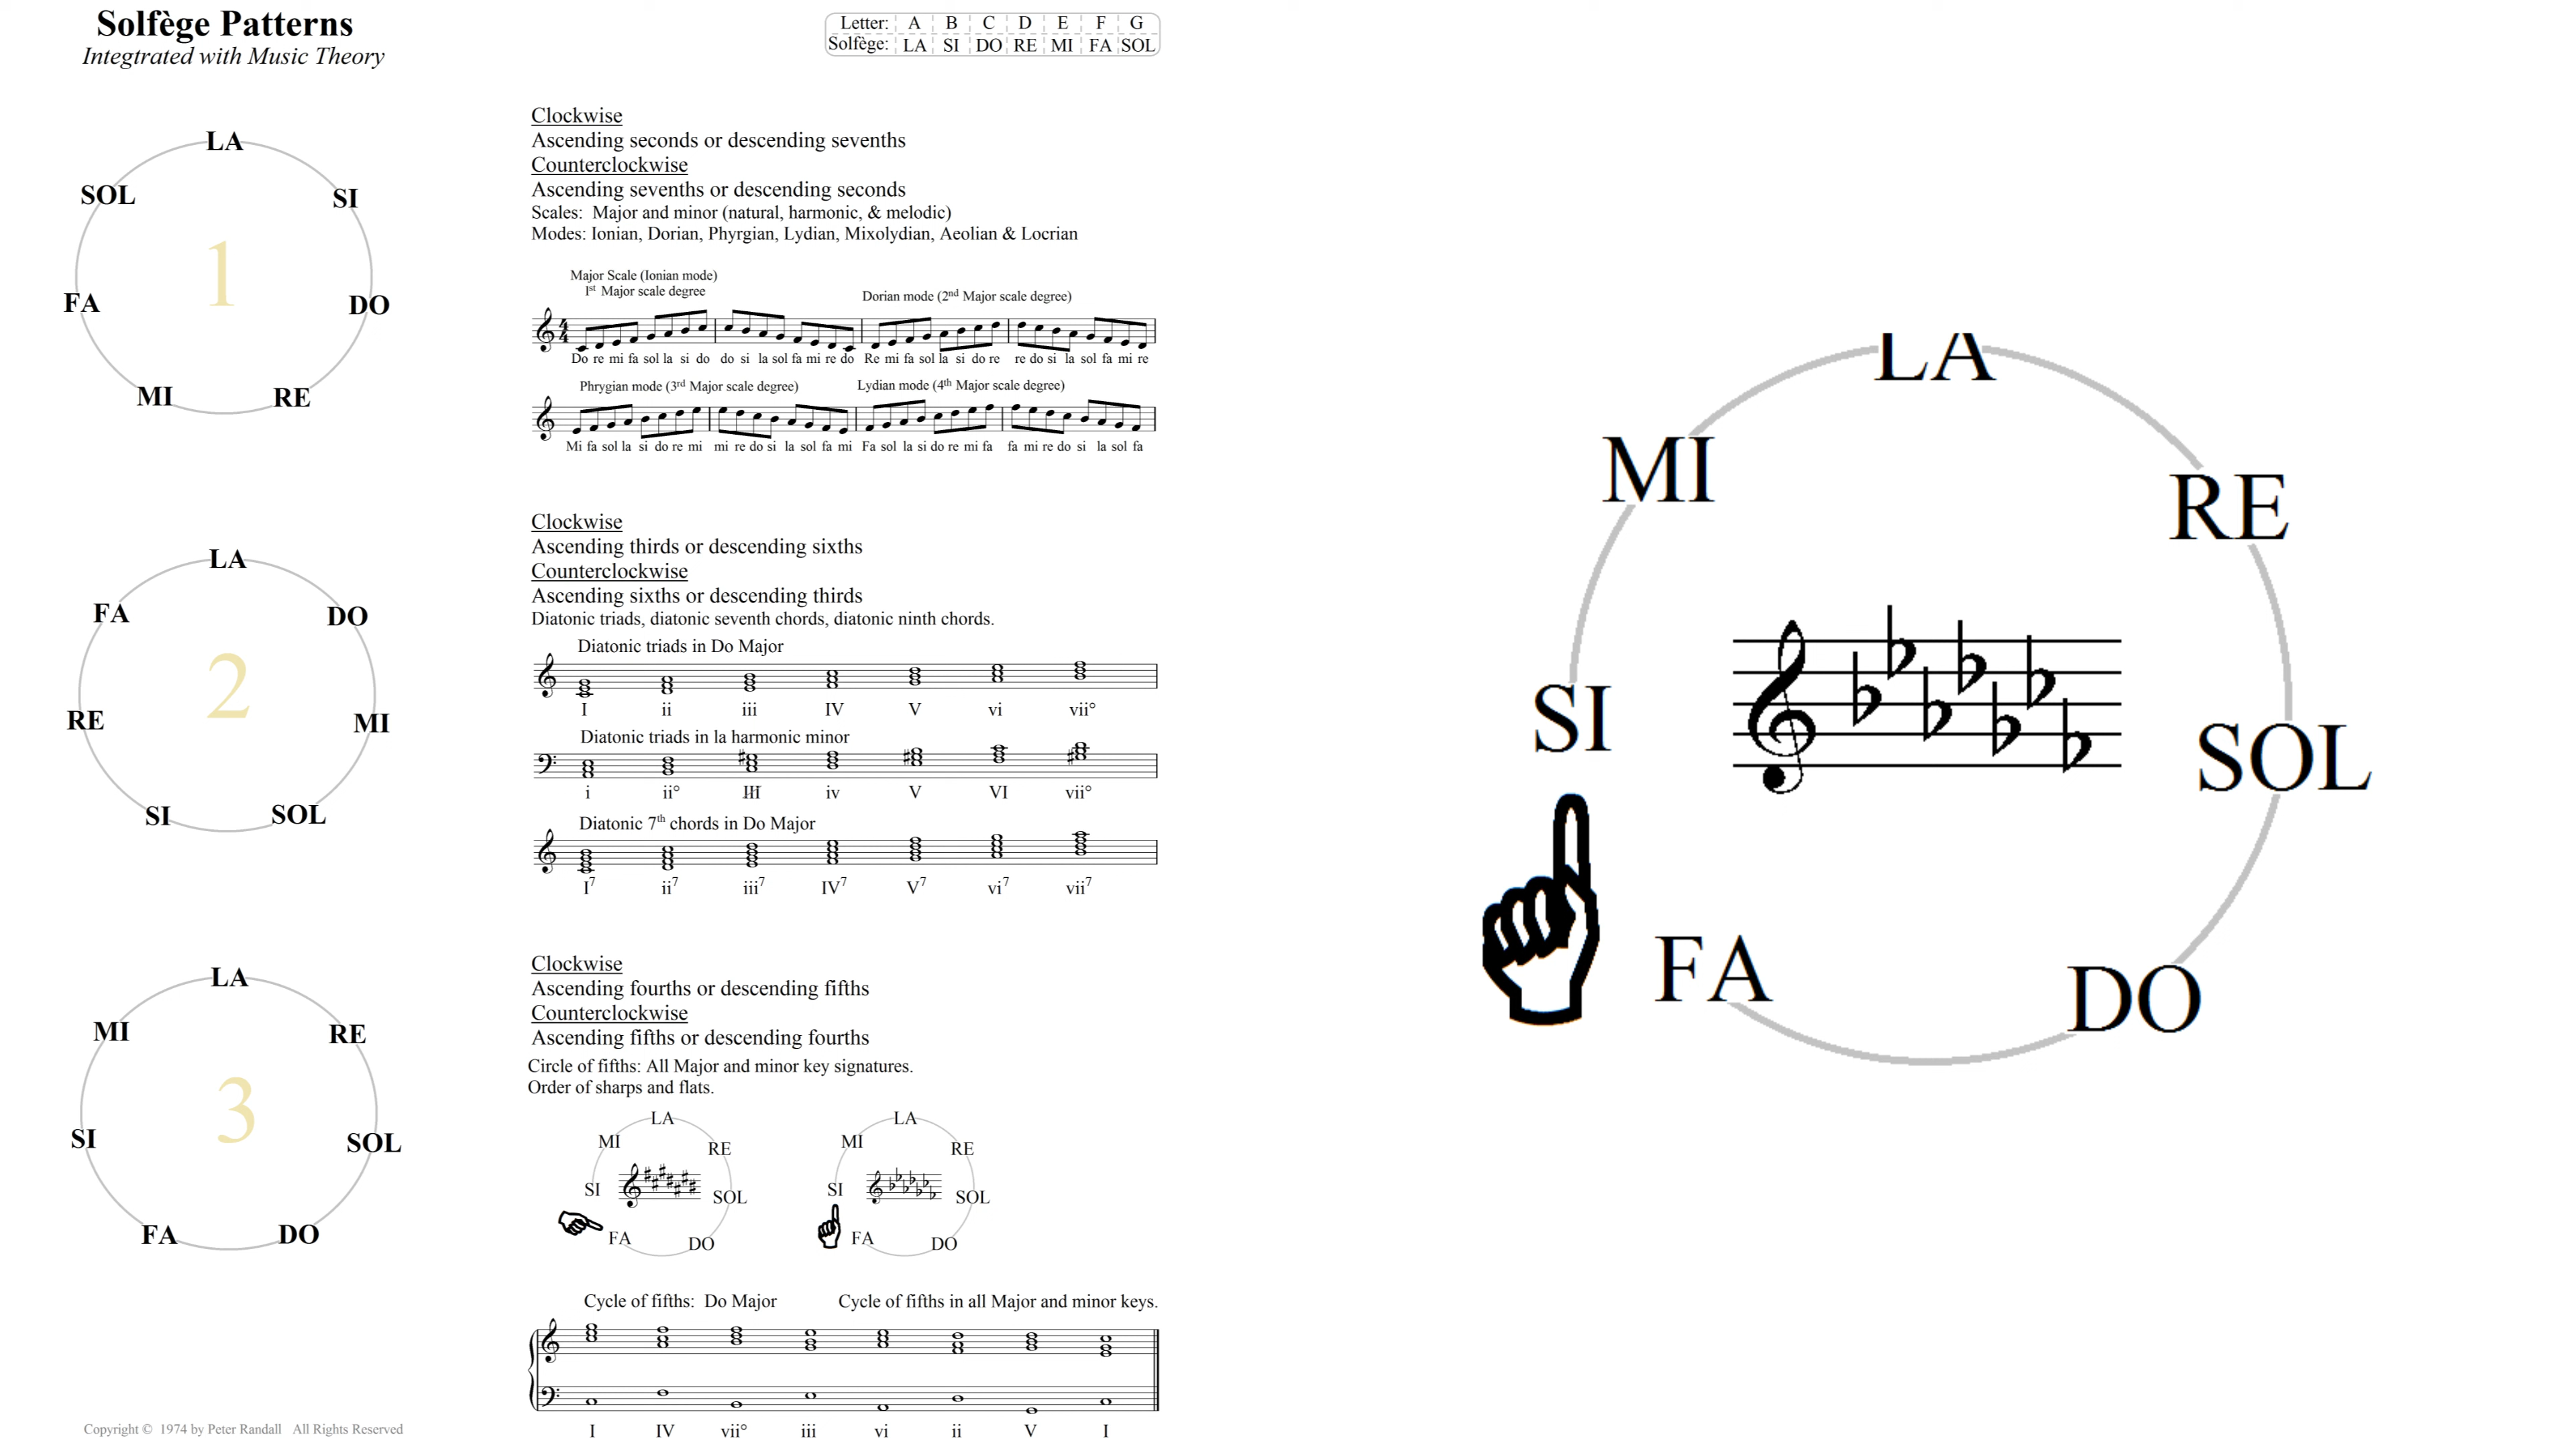 Solfège Patterns
Integtrated with Music Theory
Letter: A B C D E F G
Solfège: LA SI DO RE MI FA SOL
LA
SOL
SI
1
FA
DO
MI
RE
Clockwise
Ascending seconds or descending sevenths
Counterclockwise
Ascending sevenths or descending seconds
Scales: Major and minor (natural, harmonic, & melodic)
Modes: Ionian, Dorian, Phyrgian, Lydian, Mixolydian, Aeolian & Locrian
Major Scale (Ionian mode)
1st Major scale degree
Dorian mode (2nd Major scale degree)
4
4
Do re mi fa sol la si do do si la sol fa mi re do Re mi fa sol la si do re re do si la sol fa mi re
Phrygian mode (3rd Major scale degree)
Lydian mode (4th Major scale degree)
Mi fa sol la si do re mi mi re do si la sol fa mi Fa sol la si do re mi fa fa mi re do si la sol fa
LA
FA
DO
2
RE
MI
SI
SOL
Clockwise
Ascending thirds or descending sixths
Counterclockwise
Ascending sixths or descending thirds
Diatonic triads, diatonic seventh chords, diatonic ninth chords.
Diatonic triads in Do Major
I ii iii IV V vi vii°
Diatonic triads in la harmonic minor
i ii° III iv V VI vii°
Diatonic 7th chords in Do Major
I7 ii7 iii7 IV7 V7 vi7 vii7
LA
MI
RE
3
SI
SOL
FA
DO
Clockwise
Ascending fourths or descending fifths
Counterclockwise
Ascending fifths or descending fourths
Circle of fifths: All Major and minor key signatures.
Order of sharps and flats.
LA
MI
RE
SI
SOL
FA
DO
LA
MI
RE
SI
SOL
FA
DO
Cycle of fifths: Do Major
Cycle of fifths in all Major and minor keys.
I IV vii° iii vi ii V I
Copyright © 1974 by Peter Randall All Rights Reserved
LA
MI
RE
SI
SOL
FA
DO